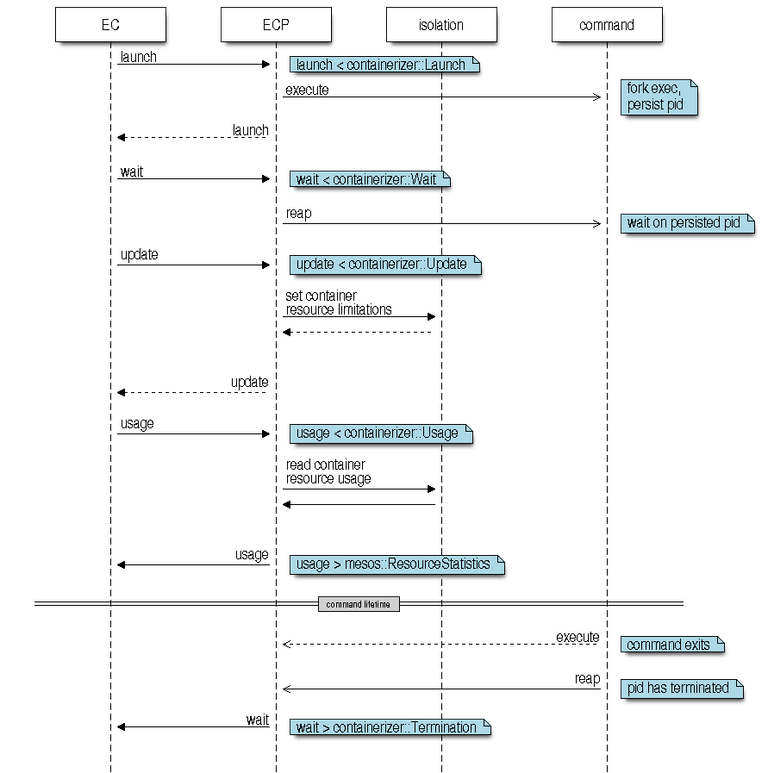 EC
ECP
isolation
command
launch
launch < containerizer::Launch
execute
fork exec,
persist pid
launch
wait
wait < containerizer::Wait
reap
wait on persisted pid
update
update < containerizer::Update
set container
resource limitations
update
usage
usage < containerizer::Usage
read container
resource usage
usage
usage > mesos::ResourceStatistics
command lifetime
execute
command exits
reap
pid has terminated
wait
wait > containerizer::Termination